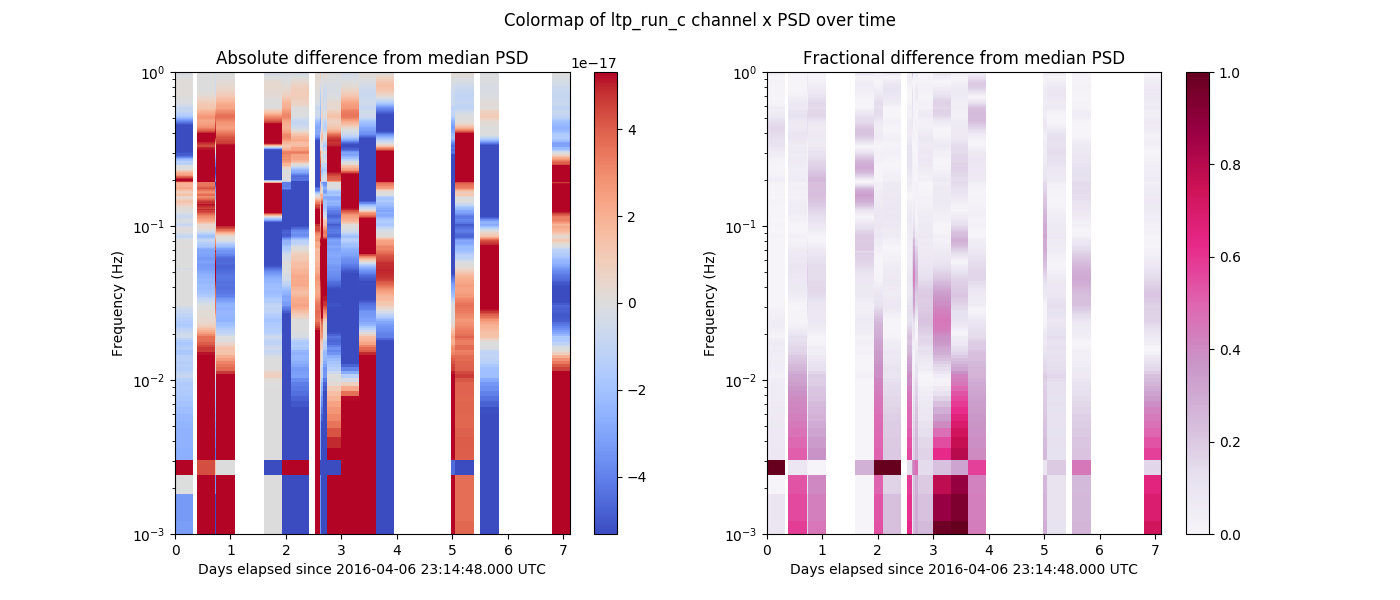 Colormap of ltp_run_c channel x PSD over time
Absolute difference from median PSD
1e−17
Frequency (Hz)
10⁰
10⁻¹
10⁻²
10⁻³
0 1 2 3 4 5 6 7
Days elapsed since 2016-04-06 23:14:48.000 UTC
4
2
0
−2
−4
Fractional difference from median PSD
Frequency (Hz)
10⁰
10⁻¹
10⁻²
10⁻³
0 1 2 3 4 5 6 7
Days elapsed since 2016-04-06 23:14:48.000 UTC
1.0
0.8
0.6
0.4
0.2
0.0